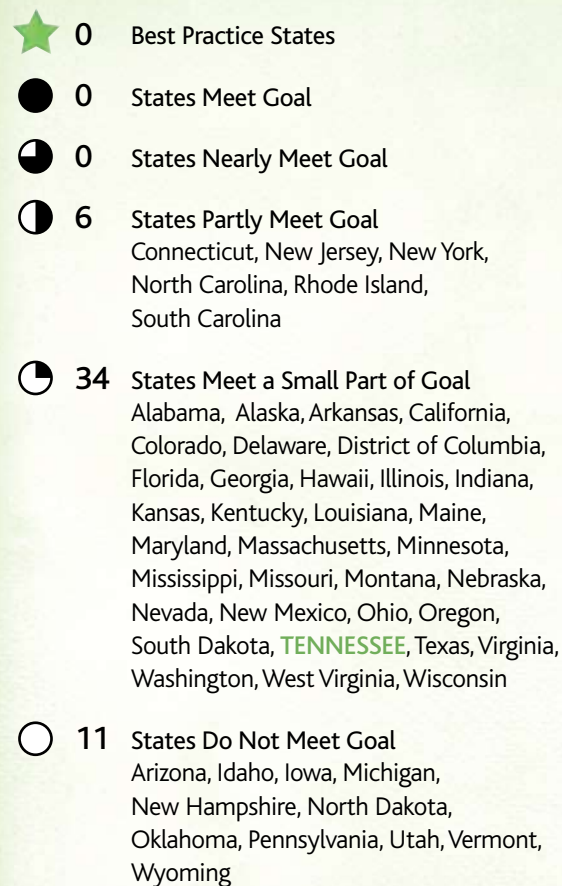 0 Best Practice States
0 States Meet Goal
0 States Nearly Meet Goal
6 States Partly Meet Goal
Connecticut, New Jersey, New York,
North Carolina, Rhode Island,
South Carolina
34 States Meet a Small Part of Goal
Alabama, Alaska, Arkansas, California,
Colorado, Delaware, District of Columbia,
Florida, Georgia, Hawaii, Illinois, Indiana,
Kansas, Kentucky, Louisiana, Maine,
Maryland, Massachusetts, Minnesota,
Mississippi, Missouri, Montana, Nebraska,
Nevada, New Mexico, Ohio, Oregon,
South Dakota, TENNESSEE, Texas, Virginia,
Washington, West Virginia, Wisconsin
11 States Do Not Meet Goal
Arizona, Idaho, Iowa, Michigan,
New Hampshire, North Dakota,
Oklahoma, Pennsylvania, Utah, Vermont,
Wyoming